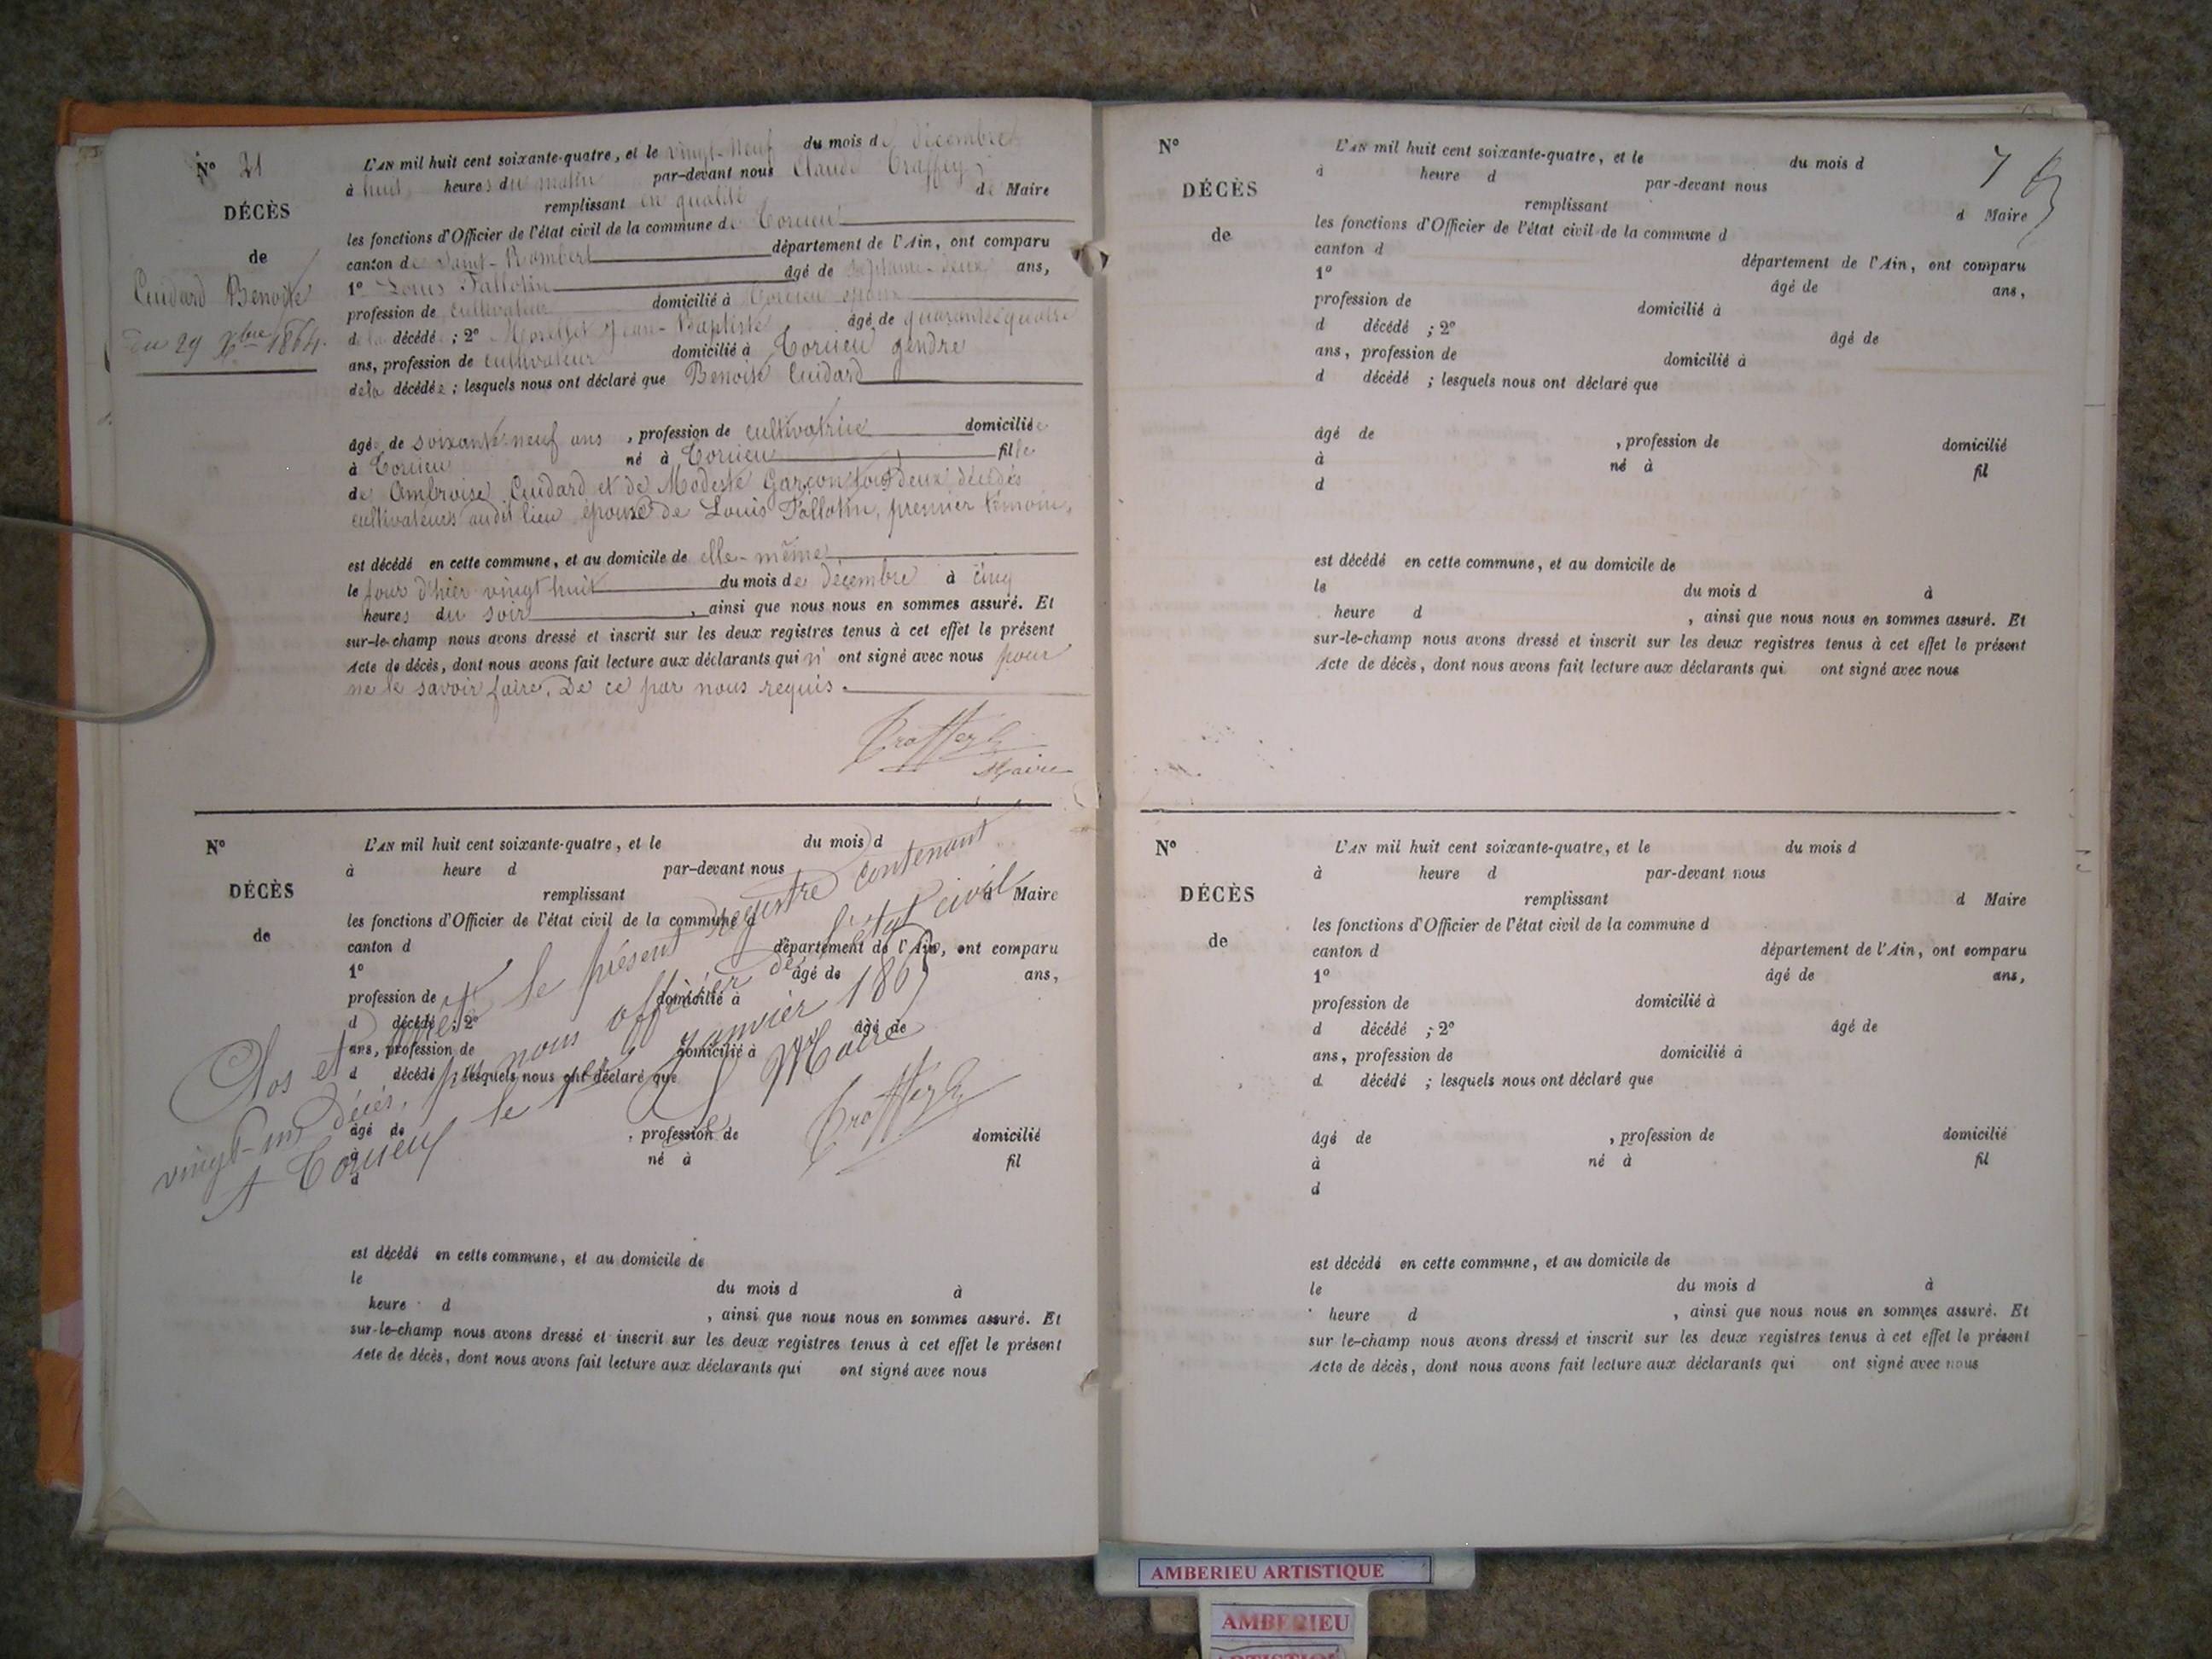 N° 21
DÉCÈS
de
Cuidard Benoite
du 29 Xbre 1864.
L'AN mil huit cent soixante-quatre, et le vingt-neuf du mois de décembre
à huit heures du matin par-devant nous Claude Traffey
remplissant en qualité de Maire
les fonctions d'Officier de l'état civil de la commune de Torcieu
canton de Saint-Rambert département de l'Ain, ont comparu
1° Louis Tallotin âgé de septante-deux ans,
profession de cultivateur domicilié à Torcieu époux
de la décédé ; 2° Morellet Jean-Baptiste âgé de quarante quatre
ans, profession de cultivateur domicilié à Torcieu gendre
de la décédée ; lesquels nous ont déclaré que Benoite Cuidard
âgée de soixante-neuf ans , profession de cultivatrice domiciliée
à Torcieu né à Torcieu fille
de Ambroise Cuidard et de Modeste Garçon tous deux décédés
cultivateurs audit lieu épouse de Louis Tallotin, premier témoin,
est décédé en cette commune, et au domicile de elle-même
le jour d'hier vingt huit du mois de décembre à cinq
heures du soir , ainsi que nous nous en sommes assuré. Et
sur-le-champ nous avons dressé et inscrit sur les deux registres tenus à cet effet le présent
Acte de décès, dont nous avons fait lecture aux déclarants qui n' ont signé avec nous pour
ne le savoir faire. De ce par nous requis.
Traffey
Maire
N°
DÉCÈS
de
L'AN mil huit cent soixante-quatre, et le du mois d
à heure d par-devant nous
remplissant d Maire
les fonctions d'Officier de l'état civil de la commune d
canton d département de l'Ain, ont comparu
1° âgé de ans,
profession de domicilié à
d décédé ; 2° âgé de
ans, profession de domicilié à
d décédé ; lesquels nous ont déclaré que
âgé de , profession de domicilié
à né à fil
d
Clos et arrêté le présent registre contenant
vingt-un décès, par nous officier de l'état civil
A Torcieu le 1er janvier 1865
Le Maire
Traffey
est décédé en cette commune, et au domicile de
le du mois d à
heure d , ainsi que nous nous en sommes assuré. Et
sur-le-champ nous avons dressé et inscrit sur les deux registres tenus à cet effet le présent
Acte de décès, dont nous avons fait lecture aux déclarants qui ont signé avec nous
7
N°
DÉCÈS
de
L'AN mil huit cent soixante-quatre, et le du mois d
à heure d par-devant nous
remplissant d Maire
les fonctions d'Officier de l'état civil de la commune d
canton d département de l'Ain, ont comparu
1° âgé de ans,
profession de domicilié à
d décédé ; 2° âgé de
ans, profession de domicilié à
d décédé ; lesquels nous ont déclaré que
âgé de , profession de domicilié
à né à fil
d
est décédé en cette commune, et au domicile de
le du mois d à
heure d , ainsi que nous nous en sommes assuré. Et
sur-le-champ nous avons dressé et inscrit sur les deux registres tenus à cet effet le présent
Acte de décès, dont nous avons fait lecture aux déclarants qui ont signé avec nous
N°
DÉCÈS
de
L'AN mil huit cent soixante-quatre, et le du mois d
à heure d par-devant nous
remplissant d Maire
les fonctions d'Officier de l'état civil de la commune d
canton d département de l'Ain, ont comparu
1° âgé de ans,
profession de domicilié à
d décédé ; 2° âgé de
ans, profession de domicilié à
d décédé ; lesquels nous ont déclaré que
âgé de , profession de domicilié
à né à fil
d
est décédé en cette commune, et au domicile de
le du mois d à
heure d , ainsi que nous nous en sommes assuré. Et
sur le-champ nous avons dressé et inscrit sur les deux registres tenus à cet effet le présent
Acte de décès, dont nous avons fait lecture aux déclarants qui ont signé avec nous
AMBERIEU ARTISTIQUE
AMBERIEU
ARTISTIQUE